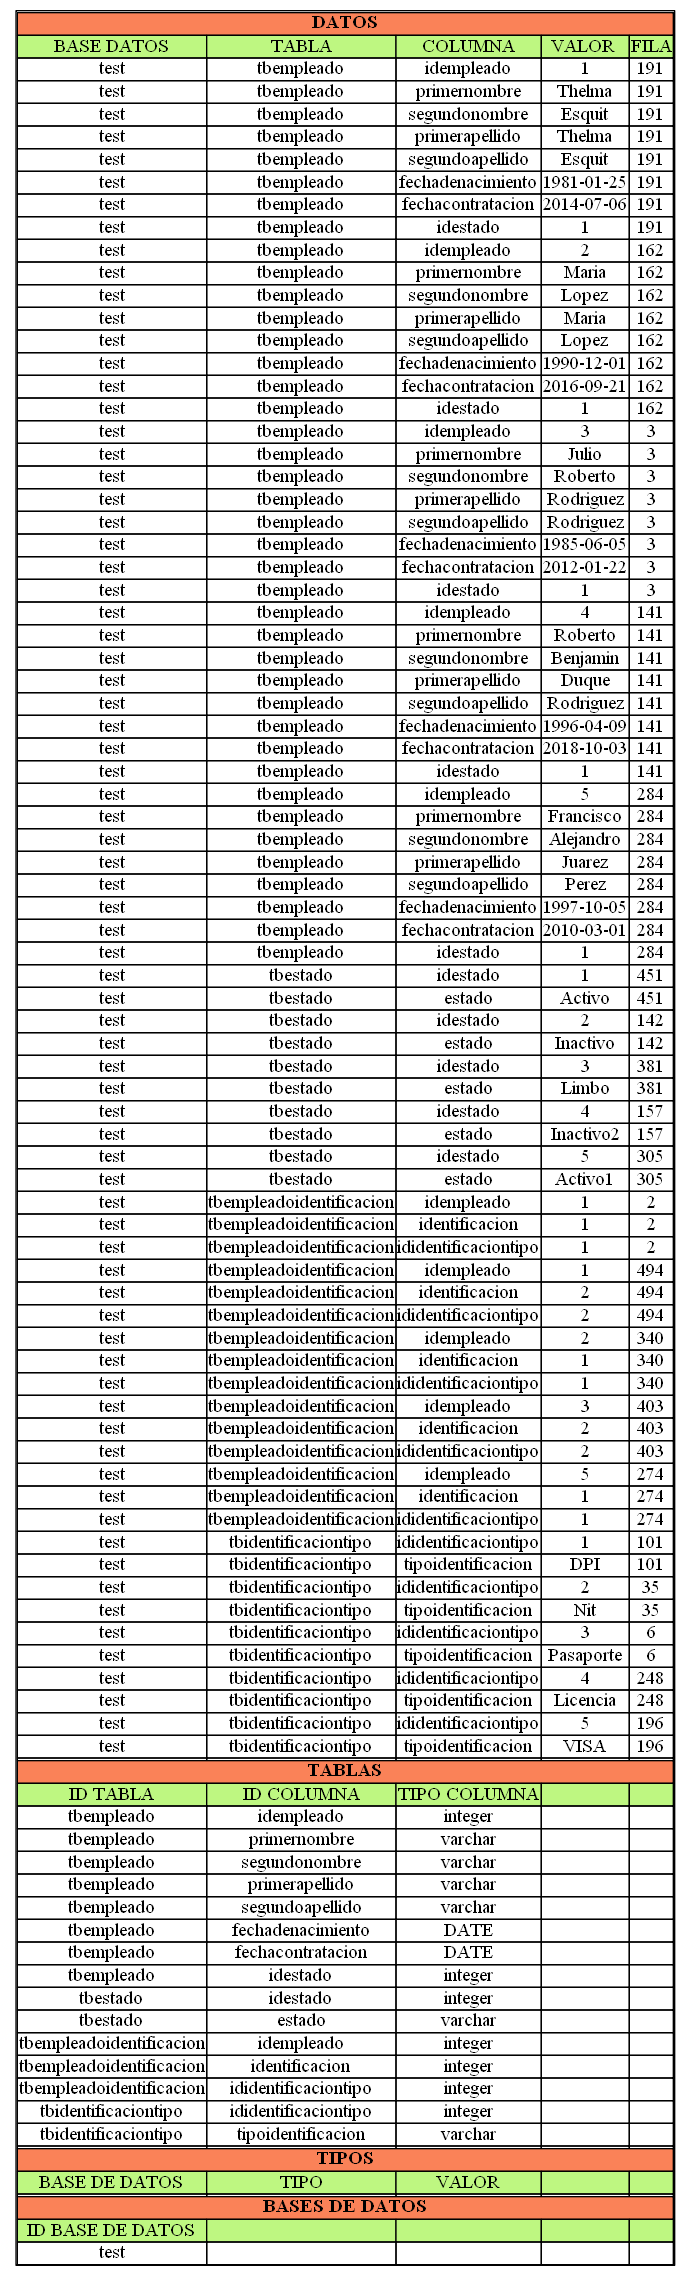 DATOS
BASE DATOS TABLA COLUMNA VALOR FILA
test tbempleado idempleado 1 191
test tbempleado primernombre Thelma 191
test tbempleado segundonombre Esquit 191
test tbempleado primerapellido Thelma 191
test tbempleado segundoapellido Esquit 191
test tbempleado fechadenacimiento 1981-01-25 191
test tbempleado fechacontratacion 2014-07-06 191
test tbempleado idestado 1 191
test tbempleado idempleado 2 162
test tbempleado primernombre Maria 162
test tbempleado segundonombre Lopez 162
test tbempleado primerapellido Maria 162
test tbempleado segundoapellido Lopez 162
test tbempleado fechadenacimiento 1990-12-01 162
test tbempleado fechacontratacion 2016-09-21 162
test tbempleado idestado 1 162
test tbempleado idempleado 3 3
test tbempleado primernombre Julio 3
test tbempleado segundonombre Roberto 3
test tbempleado primerapellido Rodriguez 3
test tbempleado segundoapellido Rodriguez 3
test tbempleado fechadenacimiento 1985-06-05 3
test tbempleado fechacontratacion 2012-01-22 3
test tbempleado idestado 1 3
test tbempleado idempleado 4 141
test tbempleado primernombre Roberto 141
test tbempleado segundonombre Benjamin 141
test tbempleado primerapellido Duque 141
test tbempleado segundoapellido Rodriguez 141
test tbempleado fechadenacimiento 1996-04-09 141
test tbempleado fechacontratacion 2018-10-03 141
test tbempleado idestado 1 141
test tbempleado idempleado 5 284
test tbempleado primernombre Francisco 284
test tbempleado segundonombre Alejandro 284
test tbempleado primerapellido Juarez 284
test tbempleado segundoapellido Perez 284
test tbempleado fechadenacimiento 1997-10-05 284
test tbempleado fechacontratacion 2010-03-01 284
test tbempleado idestado 1 284
test tbestado idestado 1 451
test tbestado estado Activo 451
test tbestado idestado 2 142
test tbestado estado Inactivo 142
test tbestado idestado 3 381
test tbestado estado Limbo 381
test tbestado idestado 4 157
test tbestado estado Inactivo2 157
test tbestado idestado 5 305
test tbestado estado Activo1 305
test tbempleadoidentificacion idempleado 1 2
test tbempleadoidentificacion identificacion 1 2
test tbempleadoidentificacion ididentificaciontipo 1 2
test tbempleadoidentificacion idempleado 1 494
test tbempleadoidentificacion identificacion 2 494
test tbempleadoidentificacion ididentificaciontipo 2 494
test tbempleadoidentificacion idempleado 2 340
test tbempleadoidentificacion identificacion 1 340
test tbempleadoidentificacion ididentificaciontipo 1 340
test tbempleadoidentificacion idempleado 3 403
test tbempleadoidentificacion identificacion 2 403
test tbempleadoidentificacion ididentificaciontipo 2 403
test tbempleadoidentificacion idempleado 5 274
test tbempleadoidentificacion identificacion 1 274
test tbempleadoidentificacion ididentificaciontipo 1 274
test tbidentificaciontipo ididentificaciontipo 1 101
test tbidentificaciontipo tipoidentificacion DPI 101
test tbidentificaciontipo ididentificaciontipo 2 35
test tbidentificaciontipo tipoidentificacion Nit 35
test tbidentificaciontipo ididentificaciontipo 3 6
test tbidentificaciontipo tipoidentificacion Pasaporte 6
test tbidentificaciontipo ididentificaciontipo 4 248
test tbidentificaciontipo tipoidentificacion Licencia 248
test tbidentificaciontipo ididentificaciontipo 5 196
test tbidentificaciontipo tipoidentificacion VISA 196
TABLAS
ID TABLA ID COLUMNA TIPO COLUMNA
tbempleado idempleado integer
tbempleado primernombre varchar
tbempleado segundonombre varchar
tbempleado primerapellido varchar
tbempleado segundoapellido varchar
tbempleado fechadenacimiento DATE
tbempleado fechacontratacion DATE
tbempleado idestado integer
tbestado idestado integer
tbestado estado varchar
tbempleadoidentificacion idempleado integer
tbempleadoidentificacion identificacion integer
tbempleadoidentificacion ididentificaciontipo integer
tbidentificaciontipo ididentificaciontipo integer
tbidentificaciontipo tipoidentificacion varchar
TIPOS
BASE DE DATOS TIPO VALOR
BASES DE DATOS
ID BASE DE DATOS
test